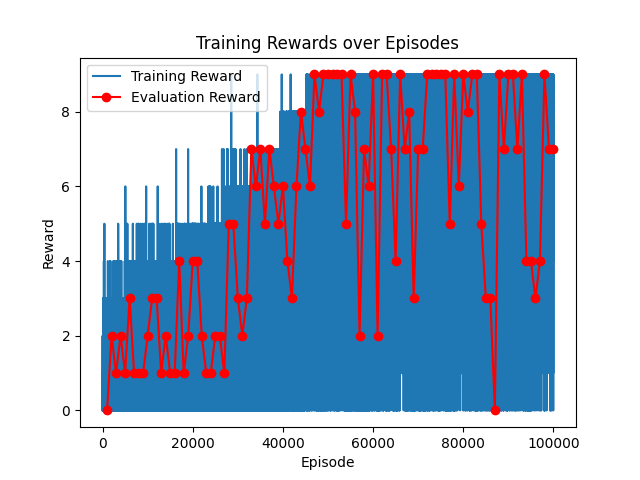 Training Rewards over Episodes
Training Reward
Evaluation Reward
Reward
8
6
4
2
0
0 20000 40000 60000 80000 100000
Episode